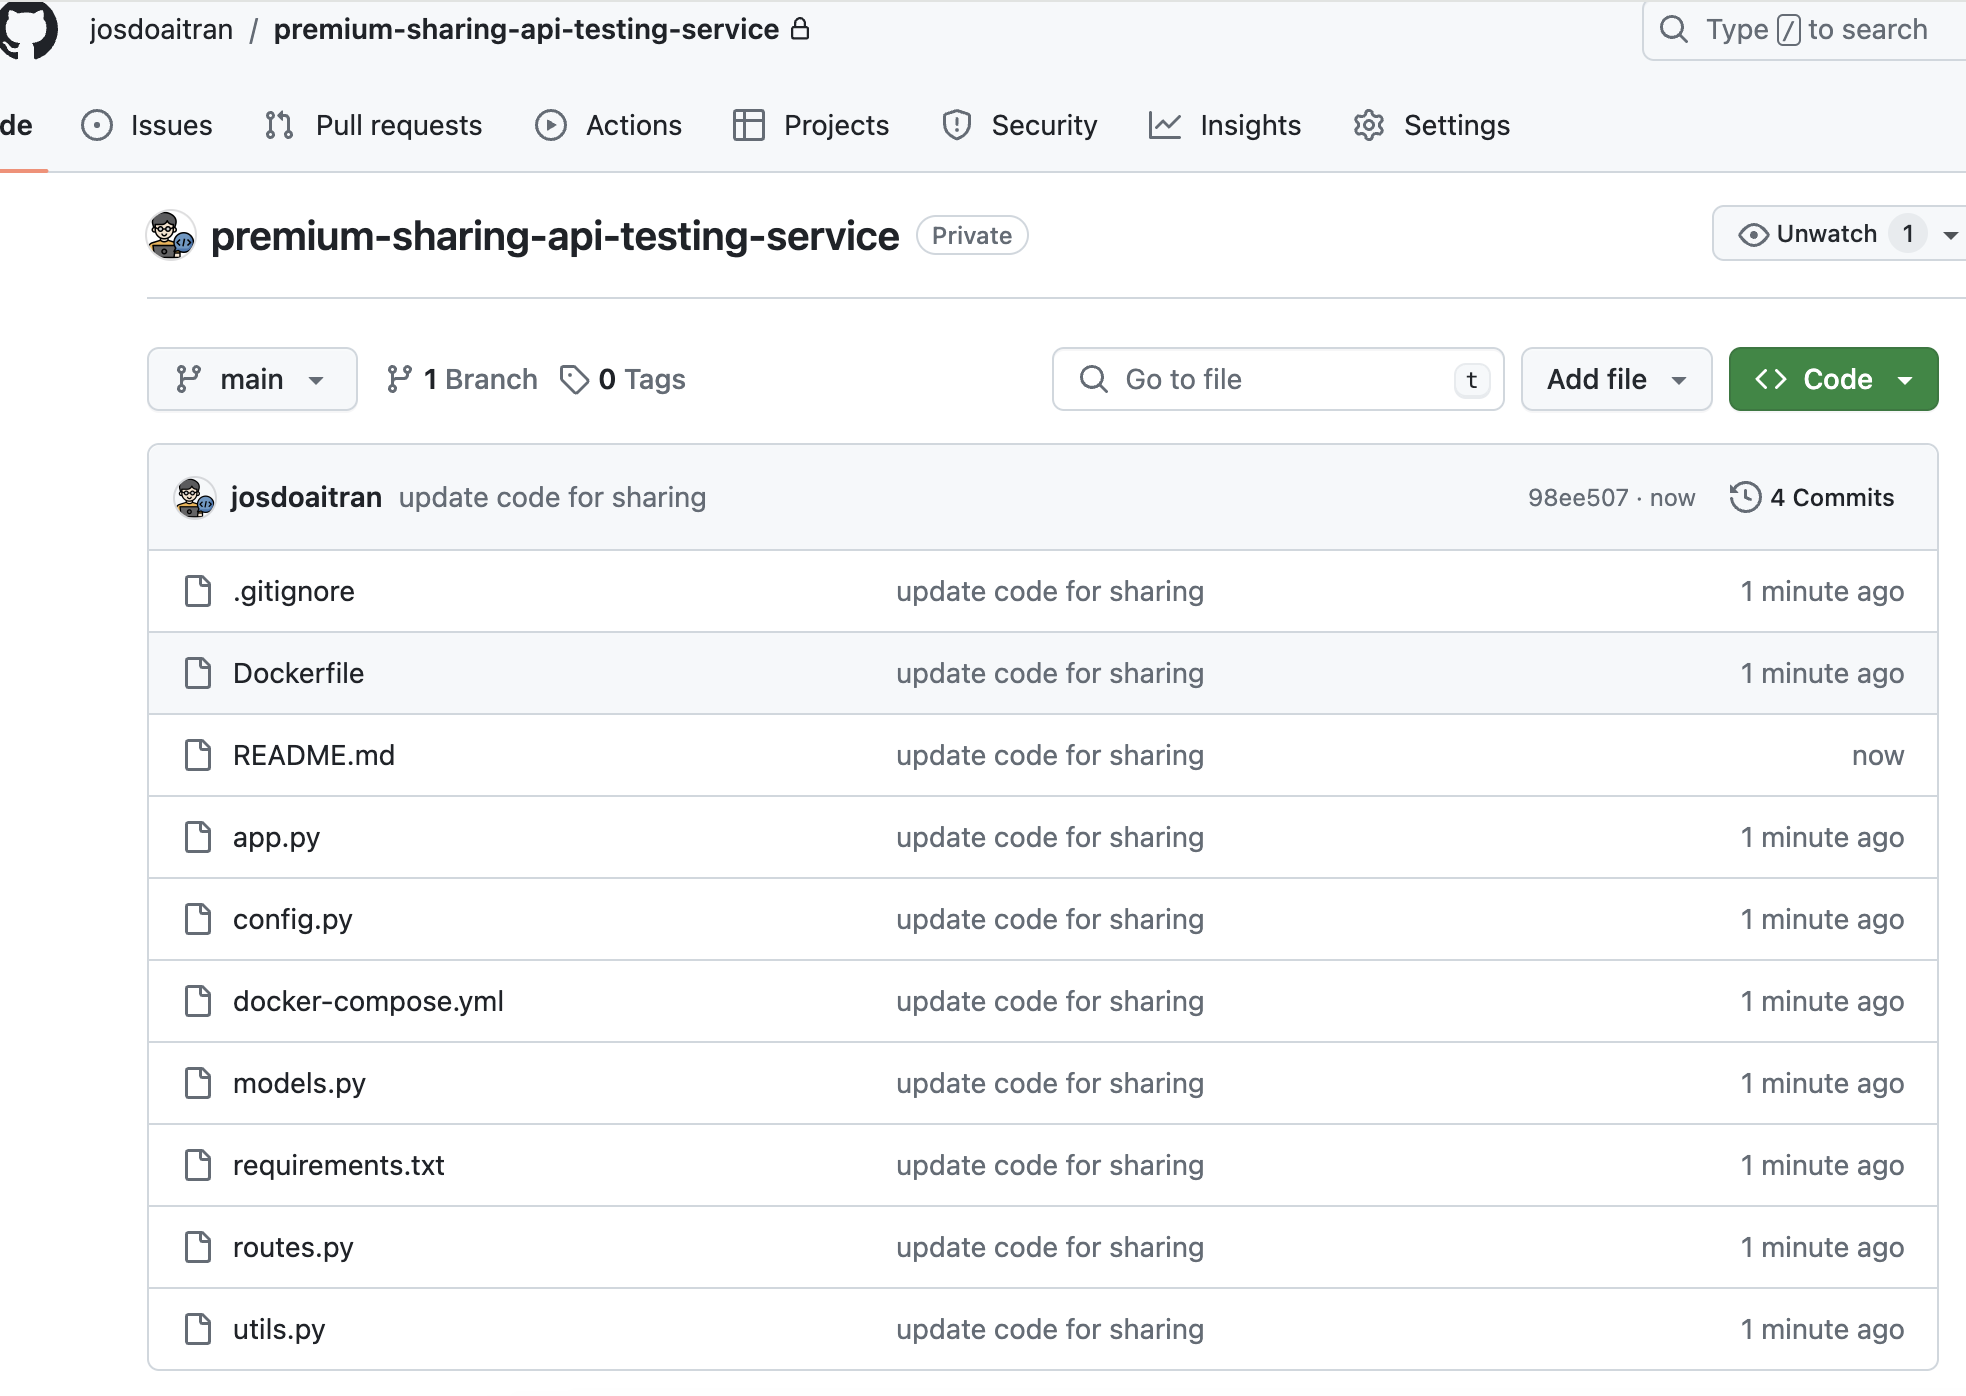 josdoaitran / premium-sharing-api-testing-service
Type / to search
de Issues Pull requests Actions Projects Security Insights Settings
premium-sharing-api-testing-service Private
Unwatch 1
main 1 Branch 0 Tags
Go to file t
Add file
Code
josdoaitran update code for sharing 98ee507 · now 4 Commits
.gitignore update code for sharing 1 minute ago
Dockerfile update code for sharing 1 minute ago
README.md update code for sharing now
app.py update code for sharing 1 minute ago
config.py update code for sharing 1 minute ago
docker-compose.yml update code for sharing 1 minute ago
models.py update code for sharing 1 minute ago
requirements.txt update code for sharing 1 minute ago
routes.py update code for sharing 1 minute ago
utils.py update code for sharing 1 minute ago